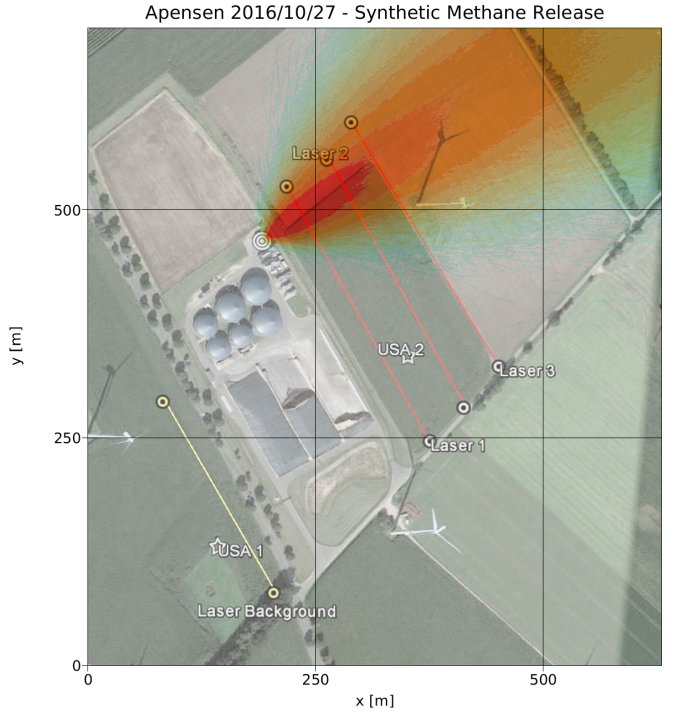 Apensen 2016/10/27 - Synthetic Methane Release
Laser 2
500
USA 2
Laser 3
y [m]
250
Laser 1
USA 1
Laser Background
0
0
250
500
x [m]